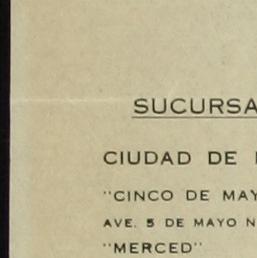 SUCURSA
CIUDAD DE
"CINCO DE MAY
AVE. 5 DE MAYO N
"MERCED"